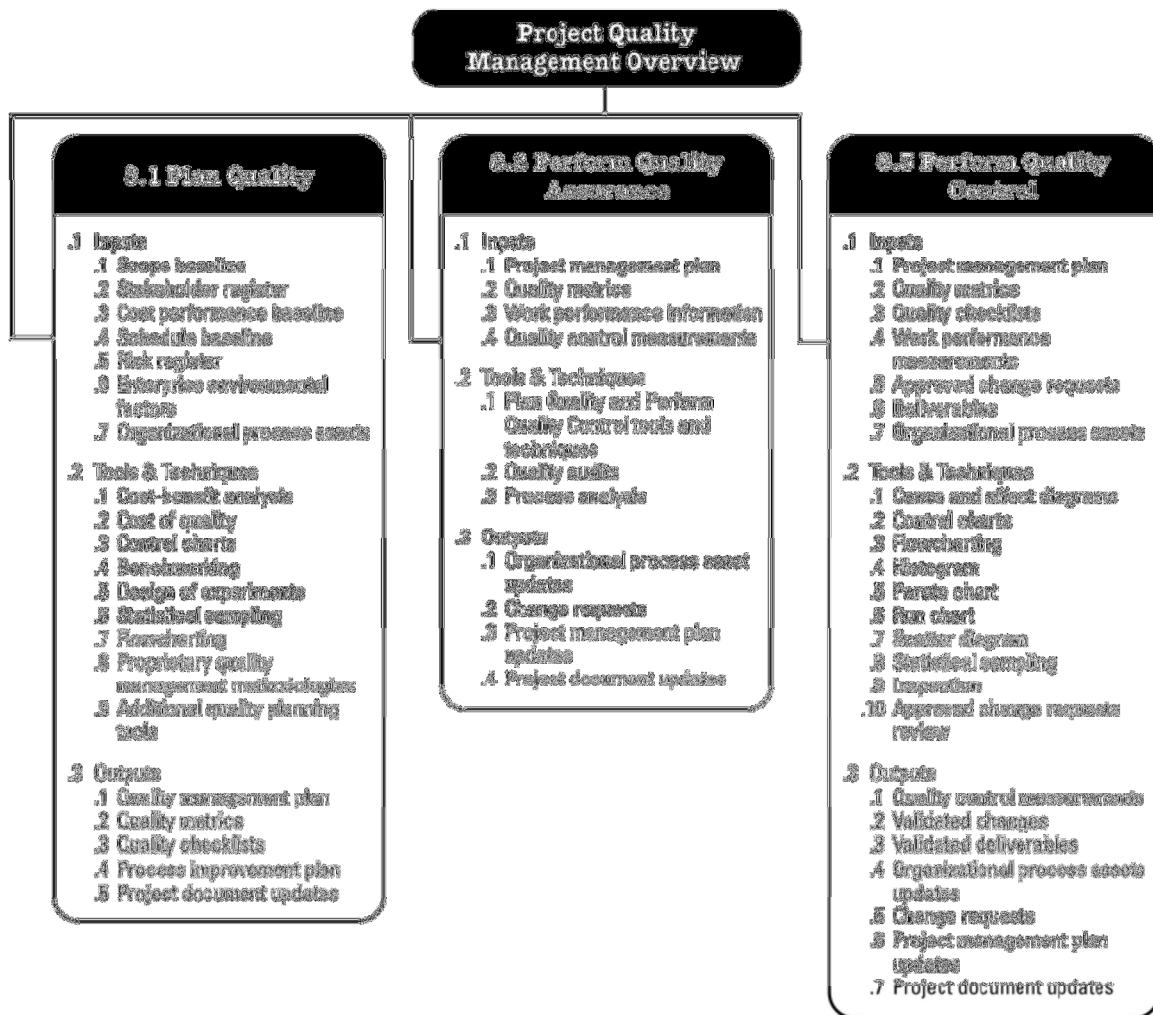 Project Quality
Management Overview
8.1 Plan Quality
.1 Inputs
.1 Scope baseline
.2 Stakeholder register
.3 Cost performance baseline
.4 Schedule baseline
.5 Risk register
.6 Enterprise environmental
factors
.7 Organizational process assets
.2 Tools & Techniques
.1 Cost-benefit analysis
.2 Cost of quality
.3 Control charts
.4 Benchmarking
.5 Design of experiments
.6 Statistical sampling
.7 Flowcharting
.8 Proprietary quality
management methodologies
.9 Additional quality planning
tools
.3 Outputs
.1 Quality management plan
.2 Quality metrics
.3 Quality checklists
.4 Process improvement plan
.5 Project document updates
8.2 Perform Quality
Assurance
.1 Inputs
.1 Project management plan
.2 Quality metrics
.3 Work performance information
.4 Quality control measurements
.2 Tools & Techniques
.1 Plan Quality and Perform
Quality Control tools and
techniques
.2 Quality audits
.3 Process analysis
.3 Outputs
.1 Organizational process asset
updates
.2 Change requests
.3 Project management plan
updates
.4 Project document updates
8.3 Perform Quality
Control
.1 Inputs
.1 Project management plan
.2 Quality metrics
.3 Quality checklists
.4 Work performance
measurements
.5 Approved change requests
.6 Deliverables
.7 Organizational process assets
.2 Tools & Techniques
.1 Cause and effect diagrams
.2 Control charts
.3 Flowcharting
.4 Histogram
.5 Pareto chart
.6 Run chart
.7 Scatter diagram
.8 Statistical sampling
.9 Inspection
.10 Approved change requests
review
.3 Outputs
.1 Quality control measurements
.2 Validated changes
.3 Validated deliverables
.4 Organizational process assets
updates
.5 Change requests
.6 Project management plan
updates
.7 Project document updates